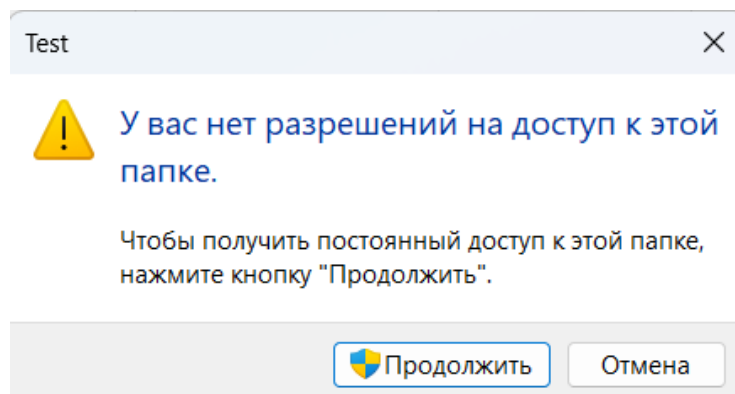 Test
У вас нет разрешений на доступ к этой
папке.
Чтобы получить постоянный доступ к этой папке,
нажмите кнопку "Продолжить".
Продолжить Отмена